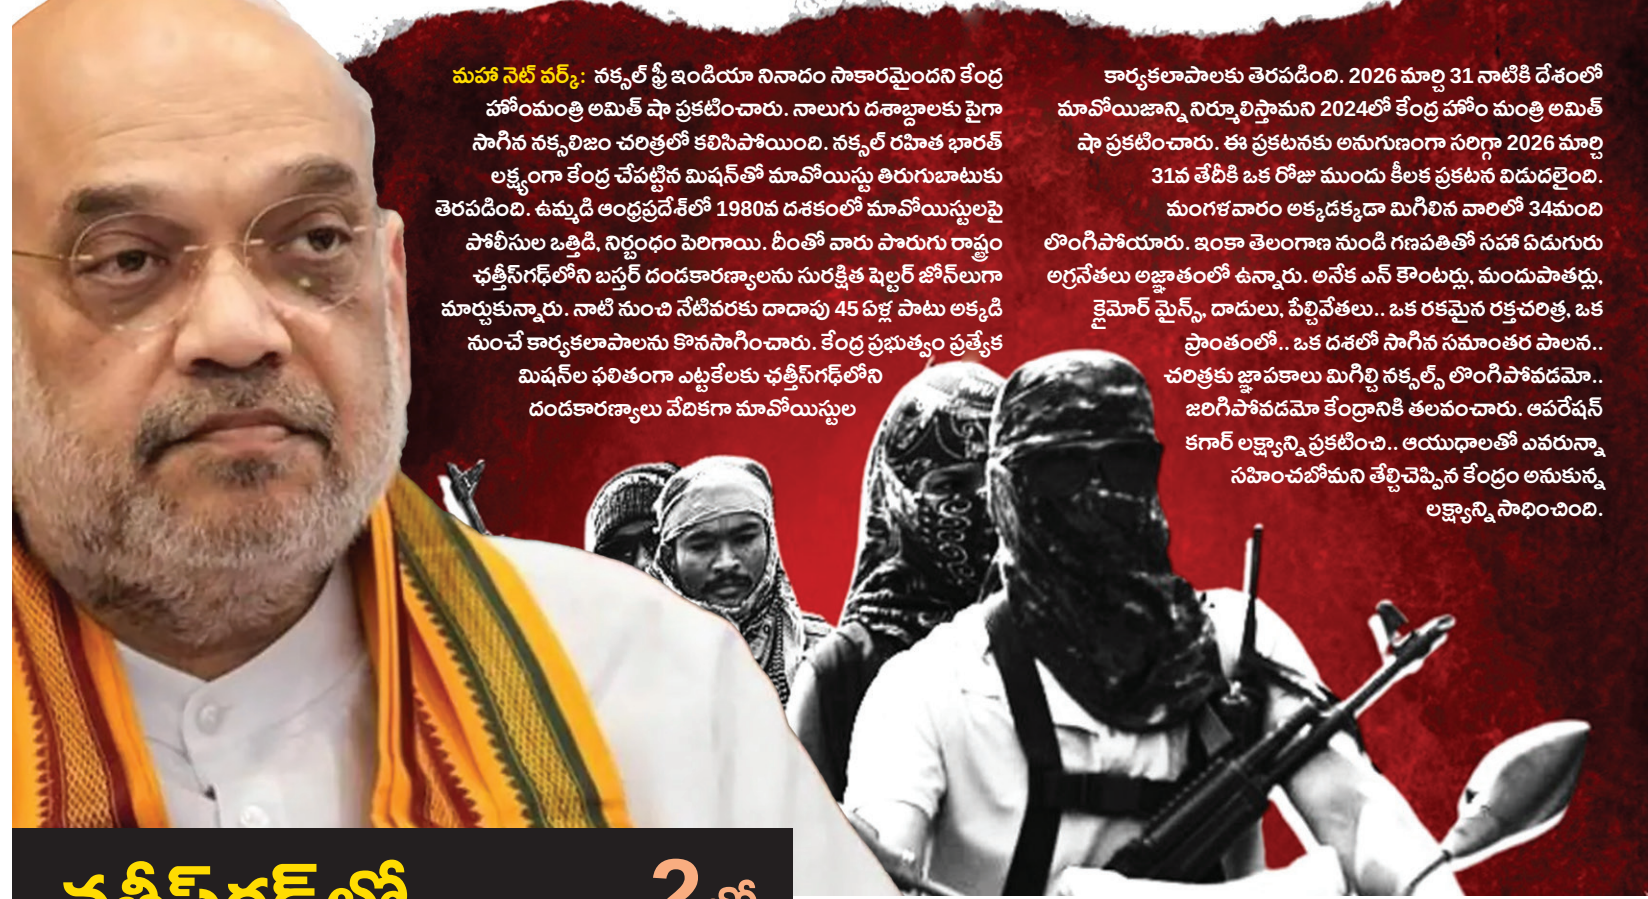 మహా నెట్ వర్క్: నక్సల్ ఫ్రీ ఇండియా నినాదం సాకారమైందని కేంద్ర
హోంమంత్రి అమిత్ షా ప్రకటించారు. నాలుగు దశాబ్దాలకు పైగా
సాగిన నక్సలిజం చరిత్రలో కలిసిపోయింది. నక్సల్ రహిత భారత్
లక్ష్యంగా కేంద్ర చేపట్టిన మిషన్‌తో మావోయిస్టు తిరుగుబాటుకు
తెరపడింది. ఉమ్మడి ఆంధ్రప్రదేశ్‌లో 1980వ దశకంలో మావోయిస్టులపై
పోలీసుల ఒత్తిడి, నిర్బంధం పెరిగాయి. దీంతో వారు పొరుగు రాష్ట్రం
ఛత్తీస్‌గఢ్‌లోని బస్తర్ దండకారణ్యాలను సురక్షిత షెల్టర్ జోన్‌లుగా
మార్చుకున్నారు. నాటి నుంచి నేటివరకు దాదాపు 45 ఏళ్ల పాటు అక్కడి
నుంచే కార్యకలాపాలను కొనసాగించారు. కేంద్ర ప్రభుత్వం ప్రత్యేక
మిషన్‌ల ఫలితంగా ఎట్టకేలకు ఛత్తీస్‌గఢ్‌లోని
దండకారణ్యాలు వేదికగా మావోయిస్టుల
కార్యకలాపాలకు తెరపడింది. 2026 మార్చి 31 నాటికి దేశంలో
మావోయిజాన్ని నిర్మూలిస్తామని 2024లో కేంద్ర హోం మంత్రి అమిత్
షా ప్రకటించారు. ఈ ప్రకటనకు అనుగుణంగా సరిగ్గా 2026 మార్చి
31వ తేదీకి ఒక రోజు ముందు కీలక ప్రకటన విడుదలైంది.
మంగళవారం అక్కడక్కడా మిగిలిన వారిలో 34మంది
లొంగిపోయారు. ఇంకా తెలంగాణ నుండి గణపతితో సహా ఏడుగురు
అగ్రనేతలు అజ్ఞాతంలో ఉన్నారు. అనేక ఎన్ కౌంటర్లు, మందుపాతర్లు,
క్లైమోర్ మైన్స్, దాడులు, పేల్చివేతలు.. ఒక రకమైన రక్తచరిత్ర, ఒక
ప్రాంతంలో.. ఒక దశలో సాగిన సమాంతర పాలన..
చరిత్రకు జ్ఞాపకాలు మిగిల్చి నక్సల్స్ లొంగిపోవడమో..
జరిగిపోవడమో కేంద్రానికి తలవంచారు. ఆపరేషన్
కగార్ లక్ష్యాన్ని ప్రకటించి.. ఆయుధాలతో ఎవరున్నా
సహించబోమని తేల్చిచెప్పిన కేంద్రం అనుకున్న
లక్ష్యాన్ని సాధించింది.
ఛత్తీస్‌గఢ్‌లో
2లో